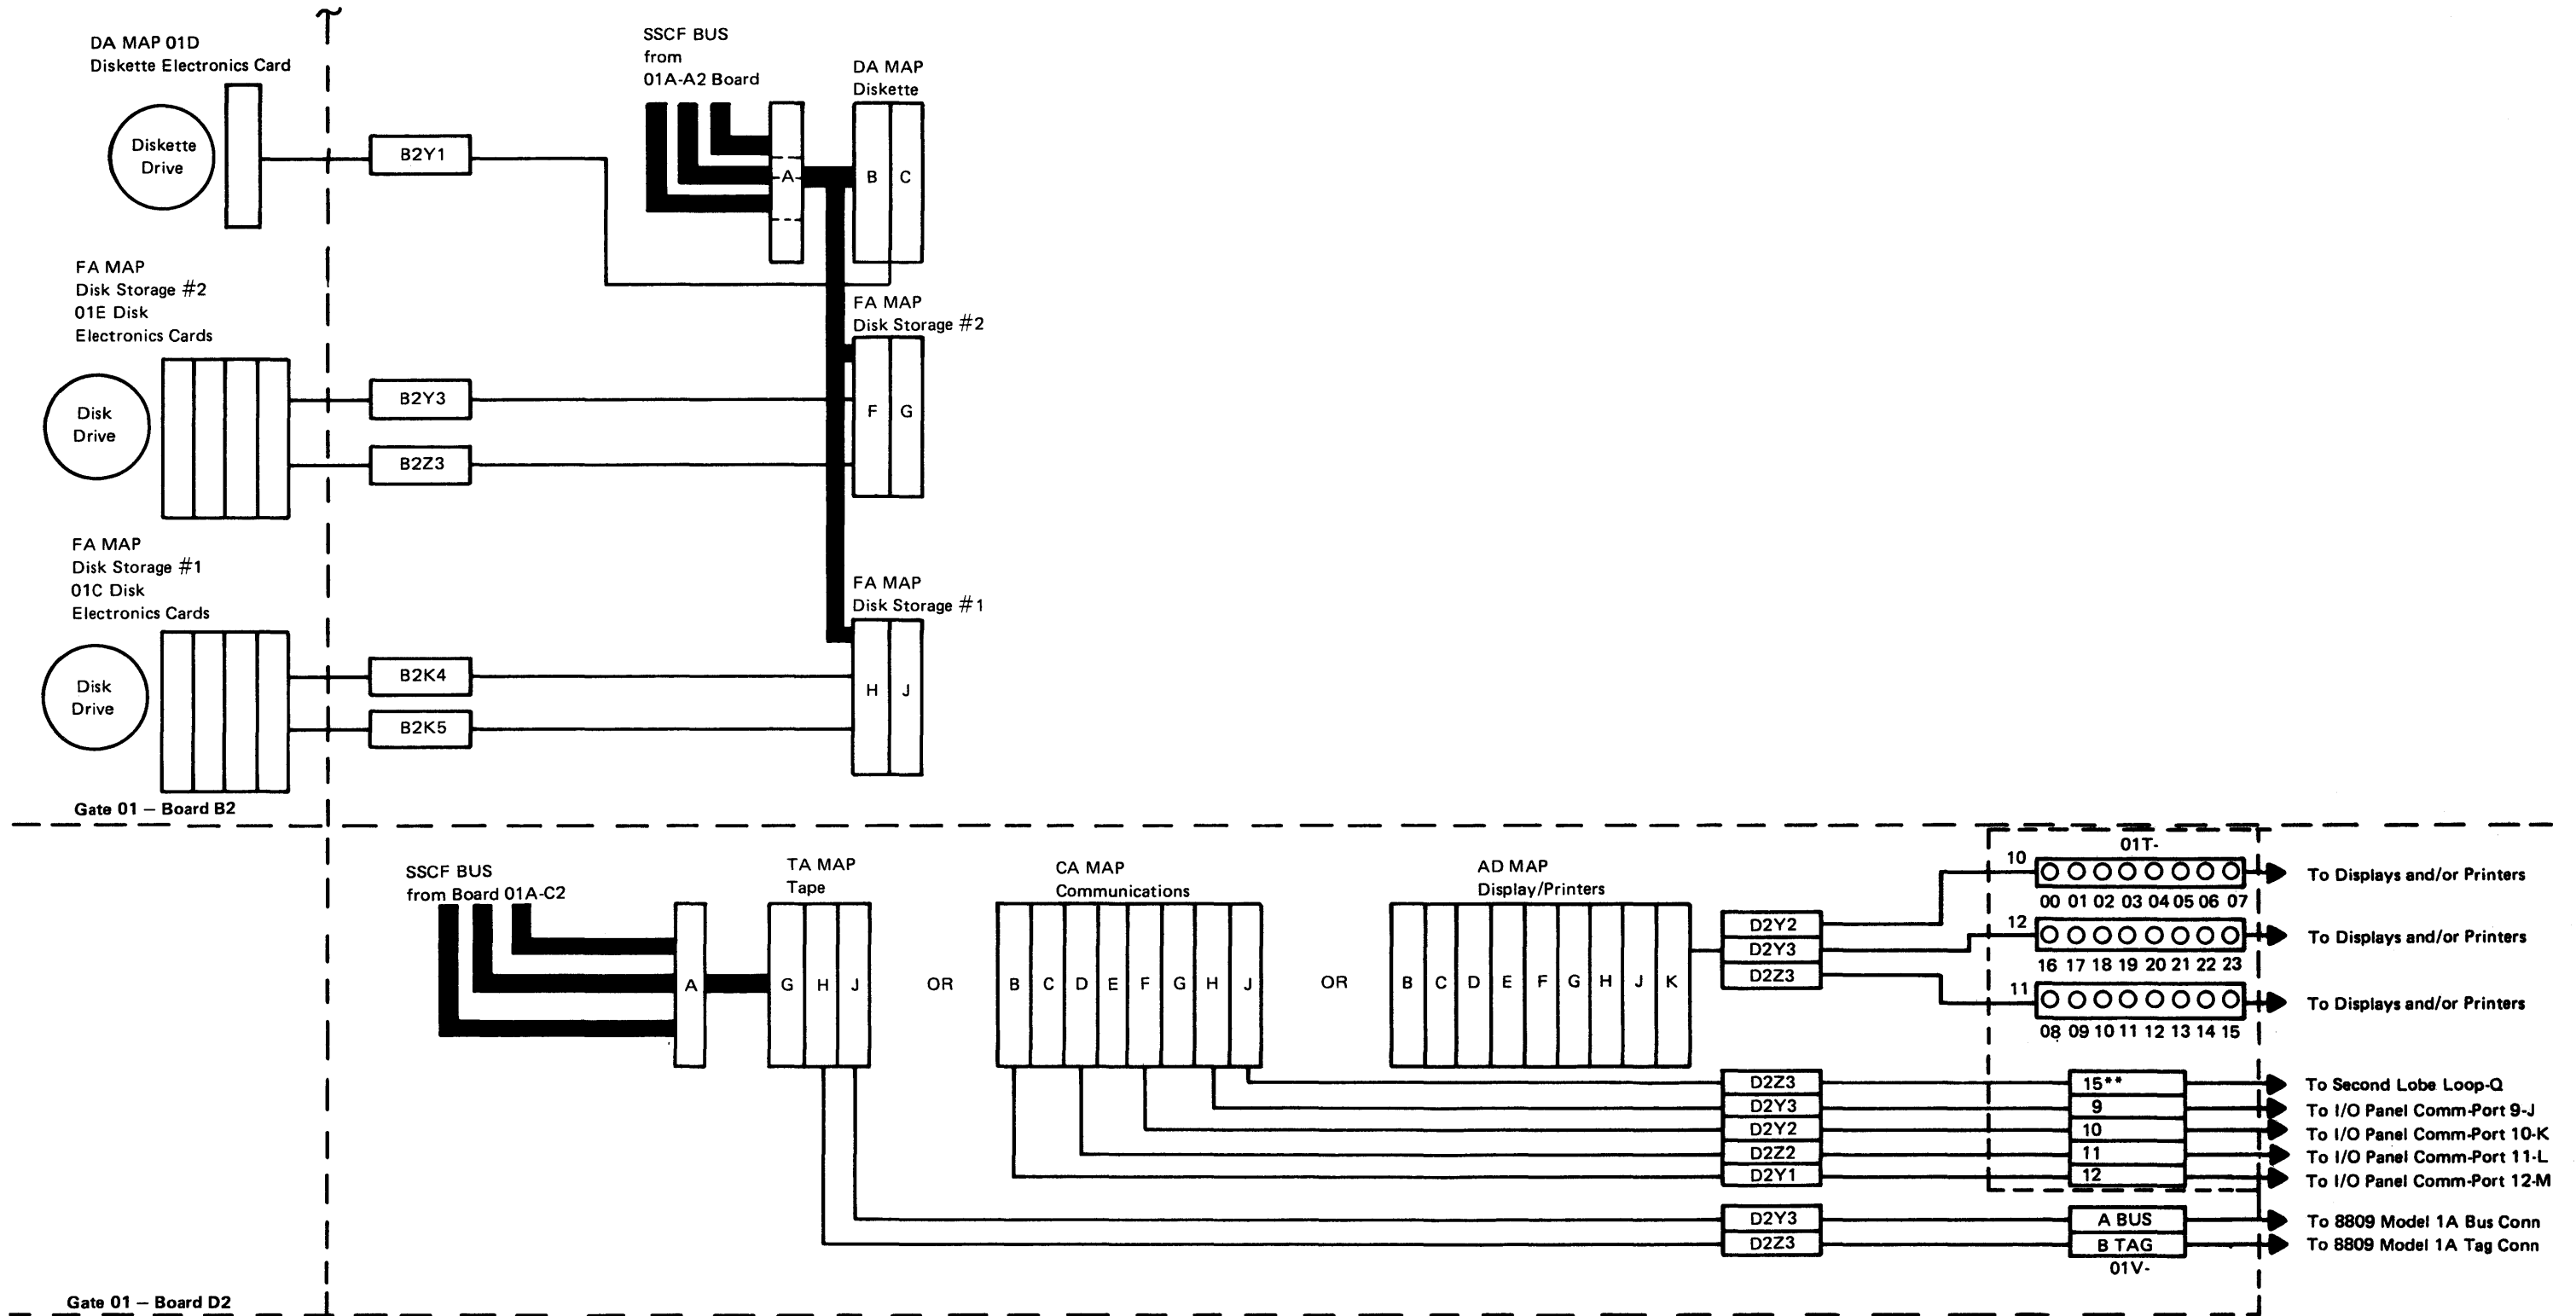 DA MAP 01D
Diskette Electronics Card
Diskette
Drive
B2Y1
SSCF BUS
from
01A-A2 Board
A
DA MAP
Diskette
B C
FA MAP
Disk Storage #2
01E Disk
Electronics Cards
Disk
Drive
B2Y3
B2Z3
FA MAP
Disk Storage #2
F G
FA MAP
Disk Storage #1
01C Disk
Electronics Cards
Disk
Drive
B2K4
B2K5
FA MAP
Disk Storage #1
H J
Gate 01 – Board B2
SSCF BUS
from Board 01A-C2
A
TA MAP
Tape
G H J
OR
CA MAP
Communications
B C D E F G H J
OR
AD MAP
Display/Printers
B C D E F G H J K
D2Y2
D2Y3
D2Z3
01T-
10
00 01 02 03 04 05 06 07
To Displays and/or Printers
12
16 17 18 19 20 21 22 23
To Displays and/or Printers
11
08 09 10 11 12 13 14 15
To Displays and/or Printers
D2Z3 15** To Second Lobe Loop-Q
D2Y3 9 To I/O Panel Comm-Port 9-J
D2Y2 10 To I/O Panel Comm-Port 10-K
D2Z2 11 To I/O Panel Comm-Port 11-L
D2Y1 12 To I/O Panel Comm-Port 12-M
D2Y3 A BUS To 8809 Model 1A Bus Conn
D2Z3 B TAG To 8809 Model 1A Tag Conn
01V-
Gate 01 – Board D2